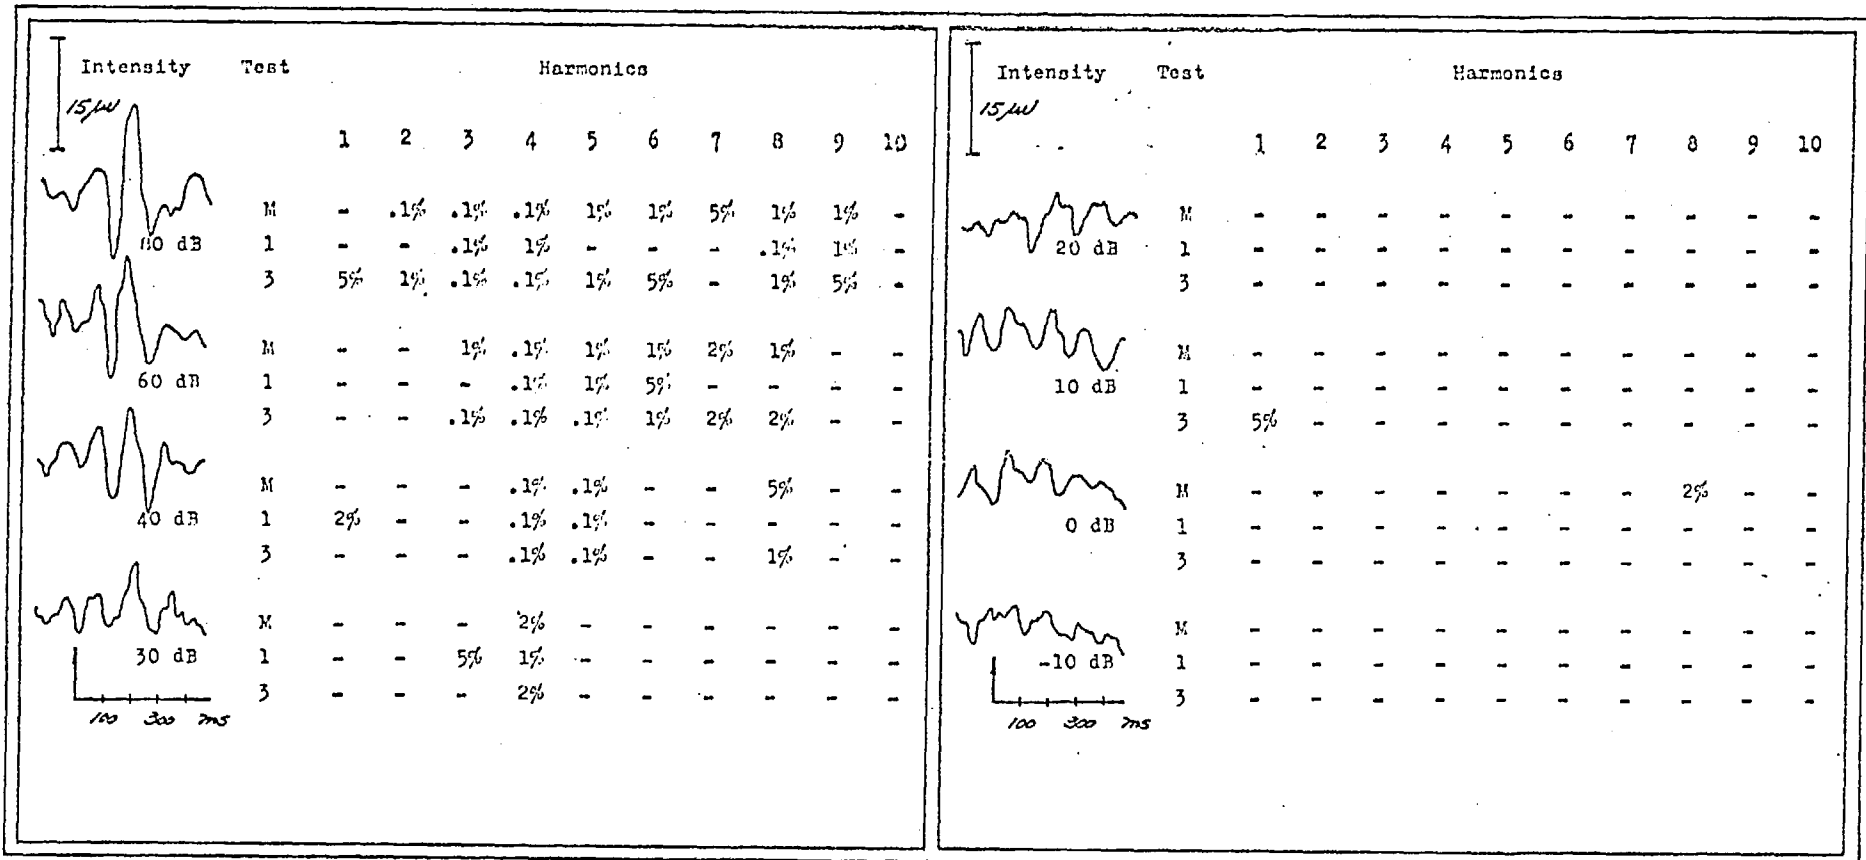 Intensity Test Harmonics
15 μv
1 2 3 4 5 6 7 8 9 10
M - .1% .1% .1% 1% 1% 5% 1% 1% -
80 dB 1 - - .1% 1% - - - .1% 1% -
3 5% 1% .1% .1% 1% 5% - 1% 5% -
M - - 1% .1% 1% 1% 2% 1% - -
60 dB 1 - - - .1% 1% 5% - - - -
3 - - .1% .1% .1% 1% 2% 2% - -
M - - - .1% .1% - - 5% - -
40 dB 1 2% - - .1% .1% - - - - -
3 - - - .1% .1% - - 1% - -
M - - - 2% - - - - - -
30 dB 1 - - 5% 1% - - - - - -
3 - - - 2% - - - - - -
100 300 ms
Intensity Test Harmonics
15 μv
1 2 3 4 5 6 7 8 9 10
M - - - - - - - - - -
20 dB 1 - - - - - - - - - -
3 - - - - - - - - - -
M - - - - - - - - - -
10 dB 1 - - - - - - - - - -
3 5% - - - - - - - - -
M - - - - - - - 2% - -
0 dB 1 - - - - - - - - - -
3 - - - - - - - - - -
M - - - - - - - - - -
-10 dB 1 - - - - - - - - - -
3 - - - - - - - - - -
100 300 ms